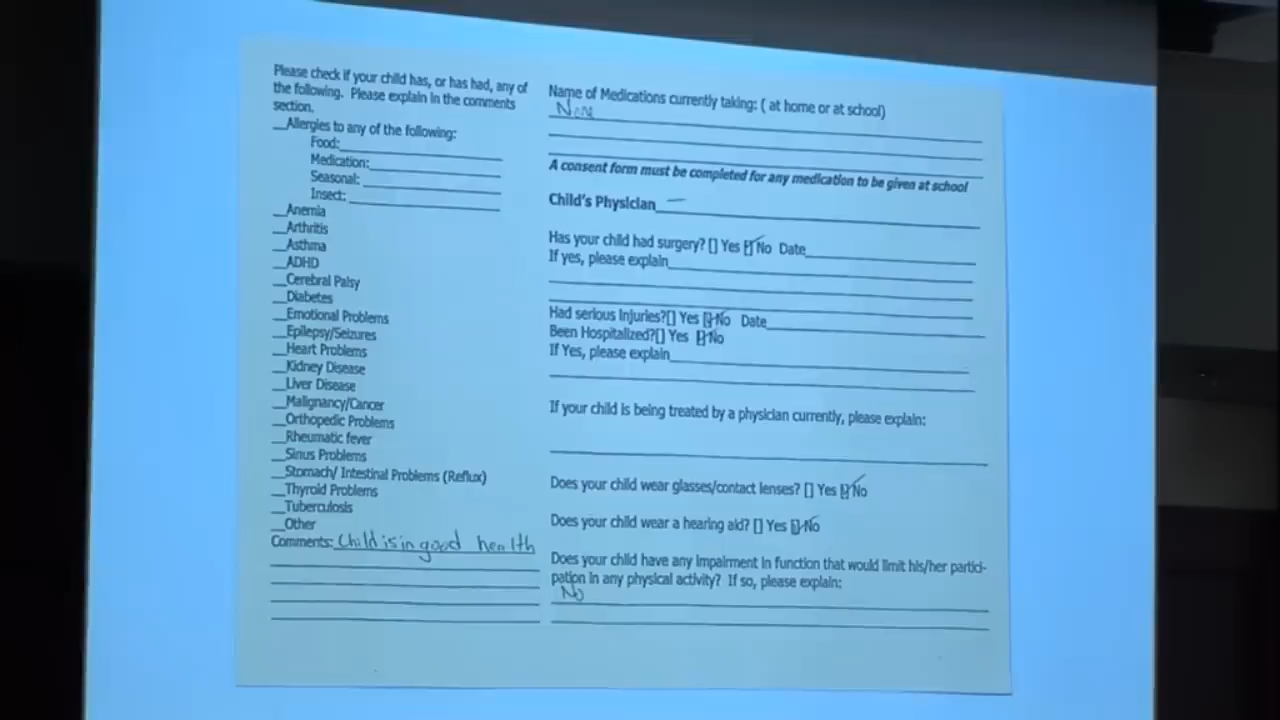 Please check if your child has, or has had, any of
the following. Please explain in the comments
section.
__Allergies to any of the following:
Food:
Medication:
Seasonal:
Insect:
__Anemia
__Arthritis
__Asthma
__ADHD
__Cerebral Palsy
__Diabetes
__Emotional Problems
__Epilepsy/Seizures
__Heart Problems
__Kidney Disease
__Liver Disease
__Malignancy/Cancer
__Orthopedic Problems
__Rheumatic fever
__Sinus Problems
__Stomach/ Intestinal Problems (Reflux)
__Thyroid Problems
__Tuberculosis
__Other
Comments: Child is in good health
Name of Medications currently taking: ( at home or at school)
None
A consent form must be completed for any medication to be given at school
Child's Physician —
Has your child had surgery? [] Yes [] No Date
If yes, please explain
Had serious Injuries?[] Yes [] No Date
Been Hospitalized?[] Yes [] No
If Yes, please explain
If your child is being treated by a physician currently, please explain:
Does your child wear glasses/contact lenses? [] Yes [] No
Does your child wear a hearing aid? [] Yes [] No
Does your child have any impairment in function that would limit his/her partici-
pation in any physical activity? If so, please explain:
No